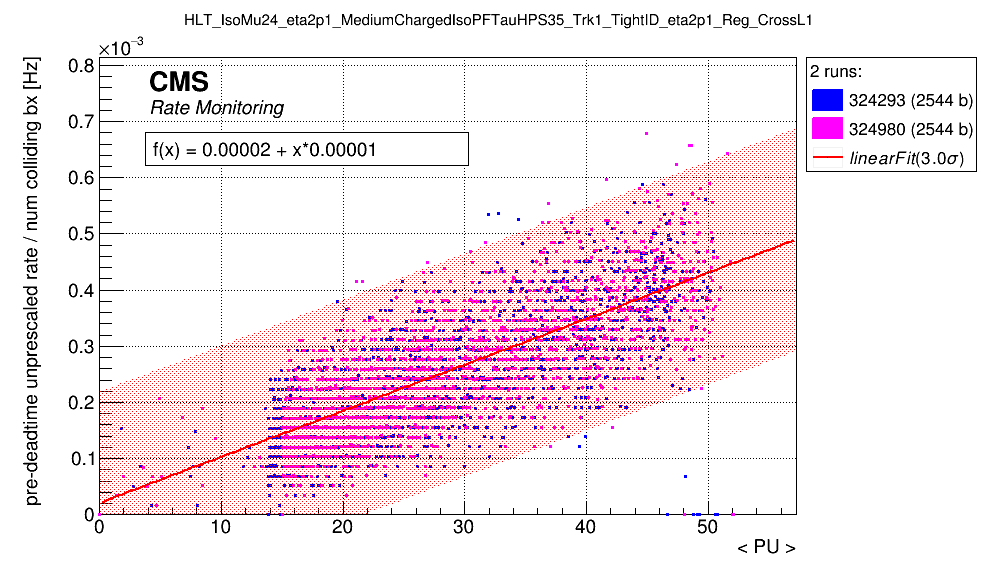 HLT_IsoMu24_eta2p1_MediumChargedIsoPFTauHPS35_Trk1_TightID_eta2p1_Reg_CrossL1
×10⁻³
pre-deadtime unprescaled rate / num colliding bx [Hz]
0.8
0.7
0.6
0.5
0.4
0.3
0.2
0.1
0
CMS
Rate Monitoring
f(x) = 0.00002 + x*0.00001
2 runs:
324293 (2544 b)
324980 (2544 b)
linearFit(3.0σ)
0 10 20 30 40 50
< PU >